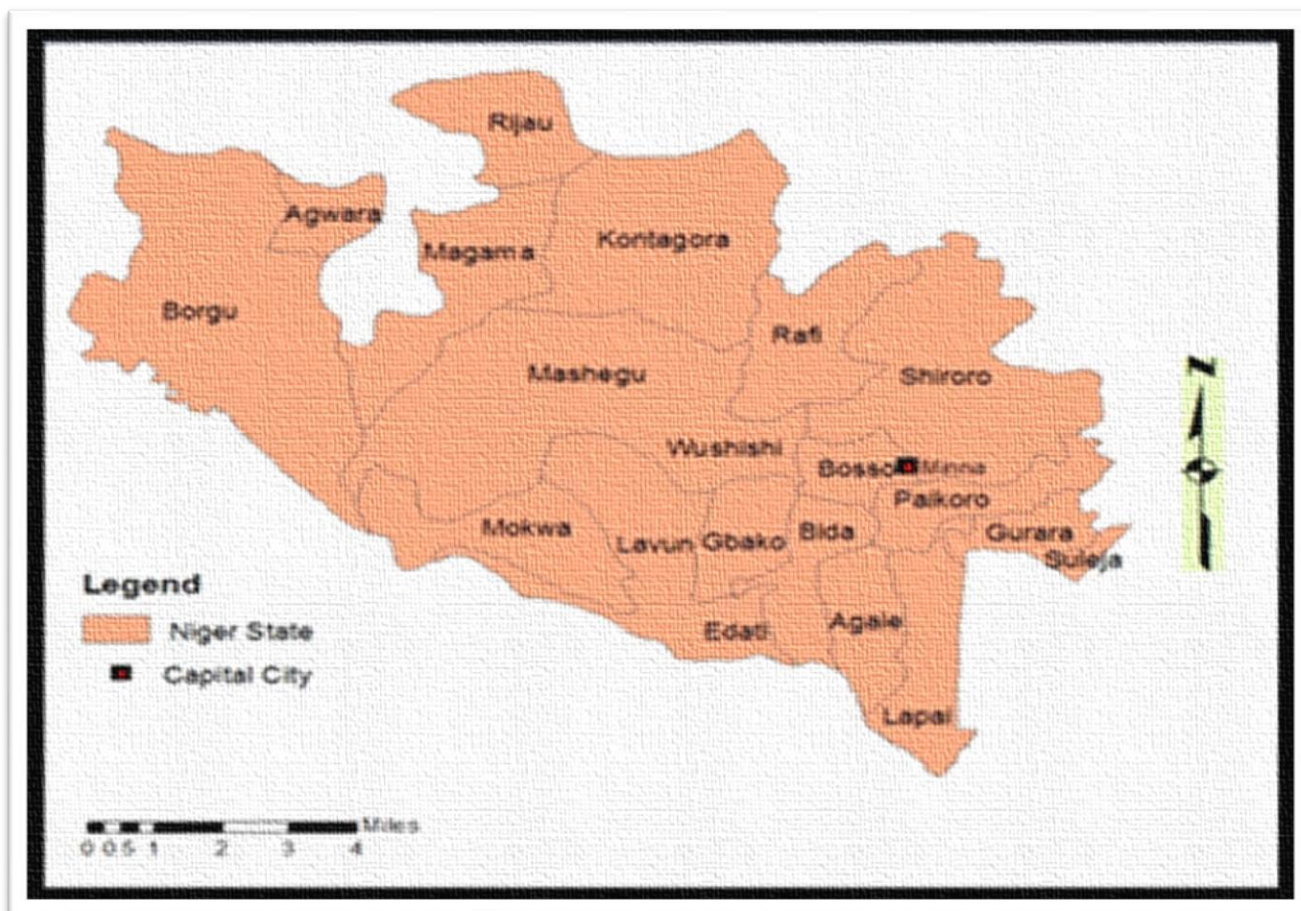 Rijau
Agwara
Magama
Kontagora
Borgu
Rafi
Mashegu
Shiroro
Wushishi
Bosso
Minna
Paikoro
Mokwa
Lavun
Gbako
Bida
Gurara
Suleja
Edati
Agaie
Lapai
N
Legend
Niger State
Capital City
Miles
0 0.5 1 2 3 4